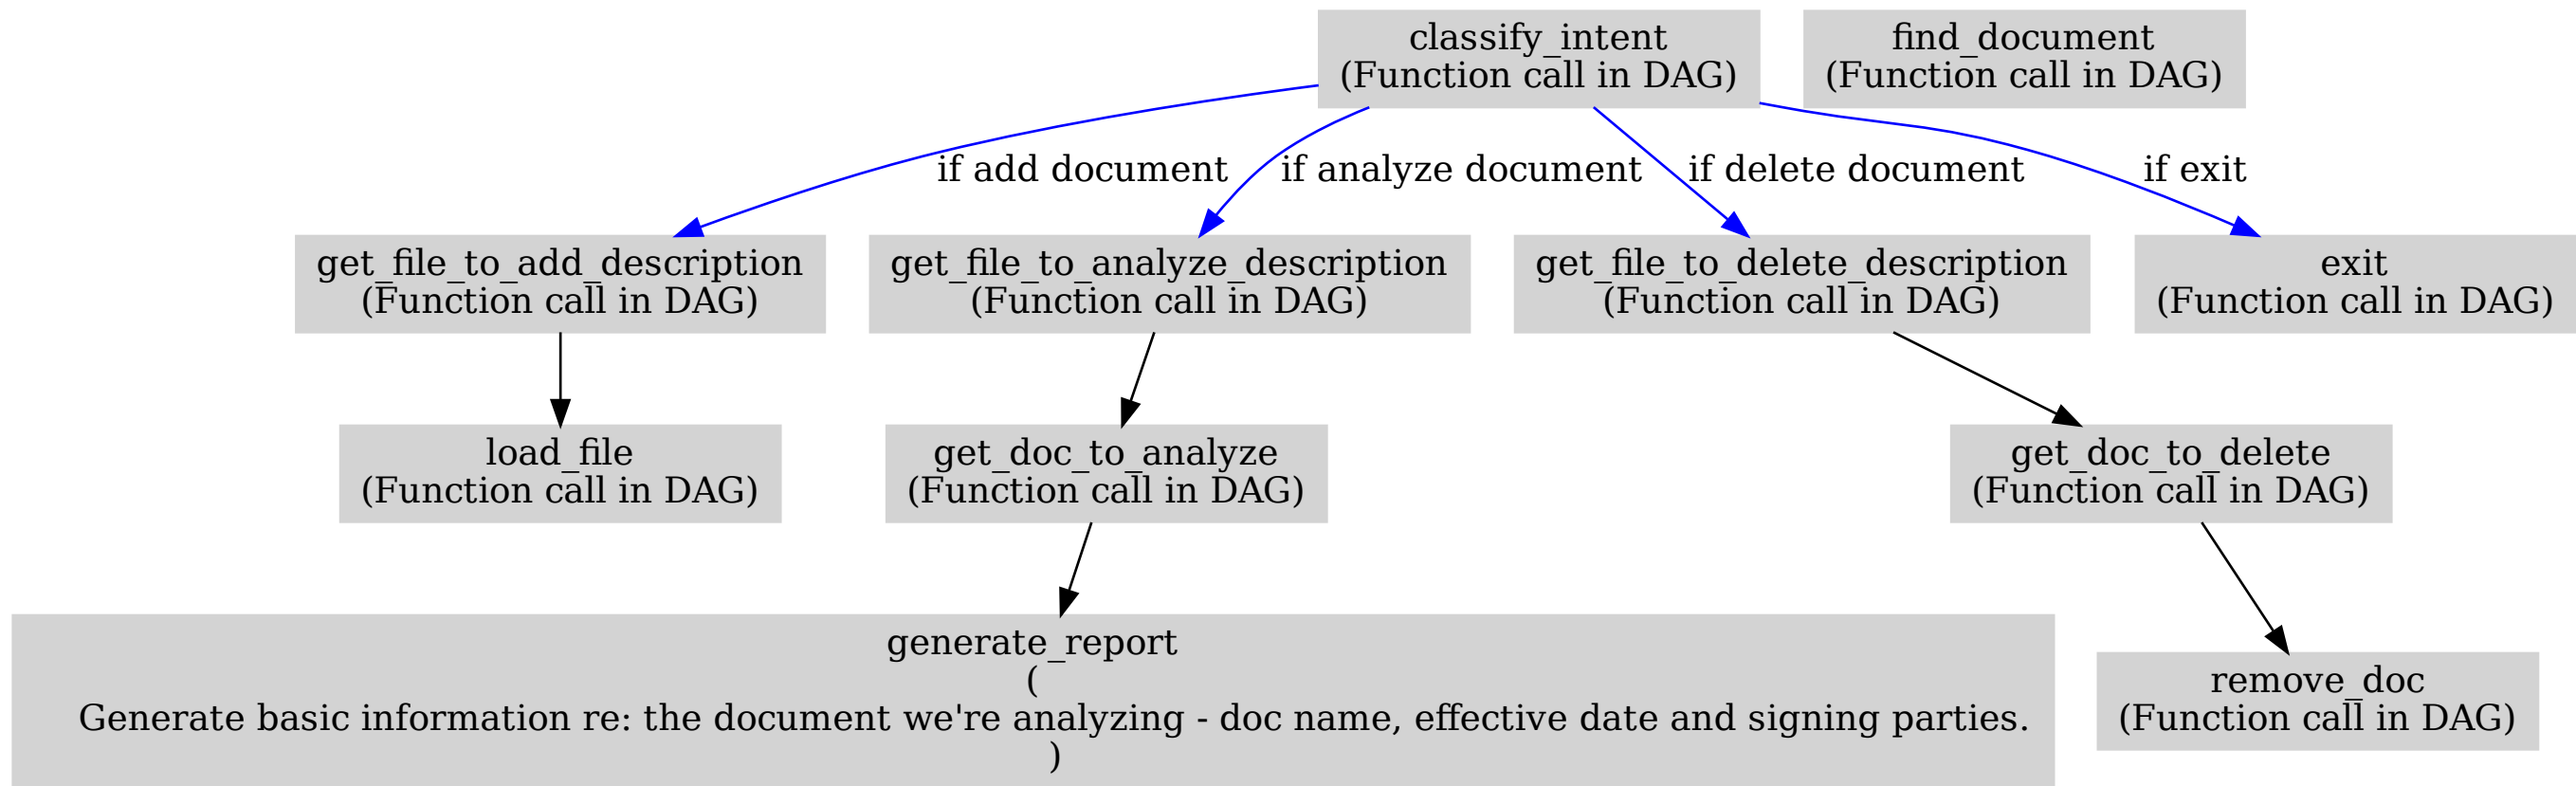 classify_intent
(Function call in DAG)
find_document
(Function call in DAG)
if add document
if analyze document
if delete document
if exit
get_file_to_add_description
(Function call in DAG)
get_file_to_analyze_description
(Function call in DAG)
get_file_to_delete_description
(Function call in DAG)
exit
(Function call in DAG)
load_file
(Function call in DAG)
get_doc_to_analyze
(Function call in DAG)
get_doc_to_delete
(Function call in DAG)
generate_report
(
Generate basic information re: the document we're analyzing - doc name, effective date and signing parties.
)
remove_doc
(Function call in DAG)